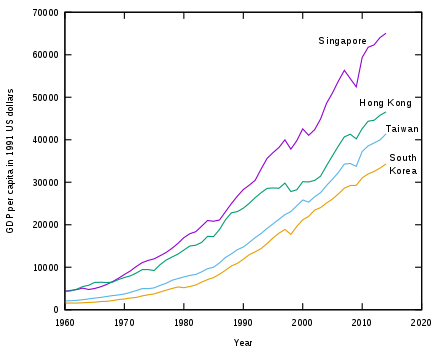 70000
60000
50000
40000
30000
20000
10000
0
GDP per capita in 1991 US dollars
Singapore
Hong Kong
Taiwan
South
Korea
1960 1970 1980 1990 2000 2010 2020
Year